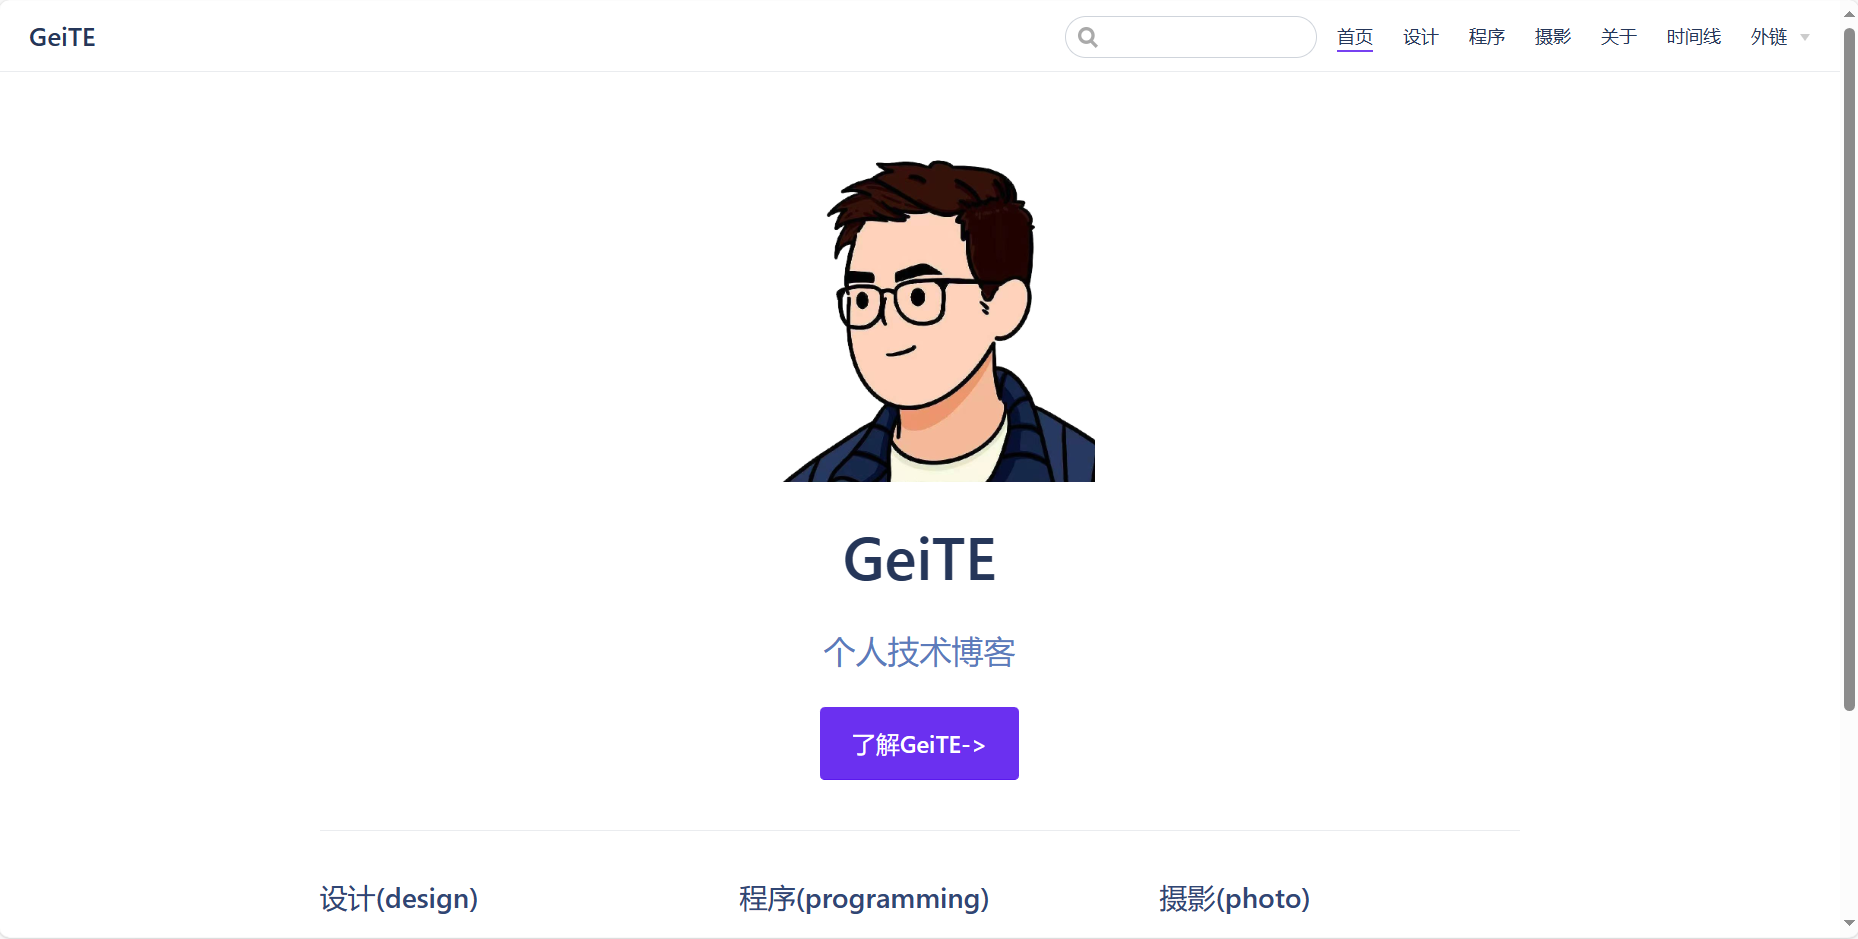 GeiTE
首页 设计 程序 摄影 关于 时间线 外链
GeiTE
个人技术博客
了解GeiTE->
设计(design) 程序(programming) 摄影(photo)